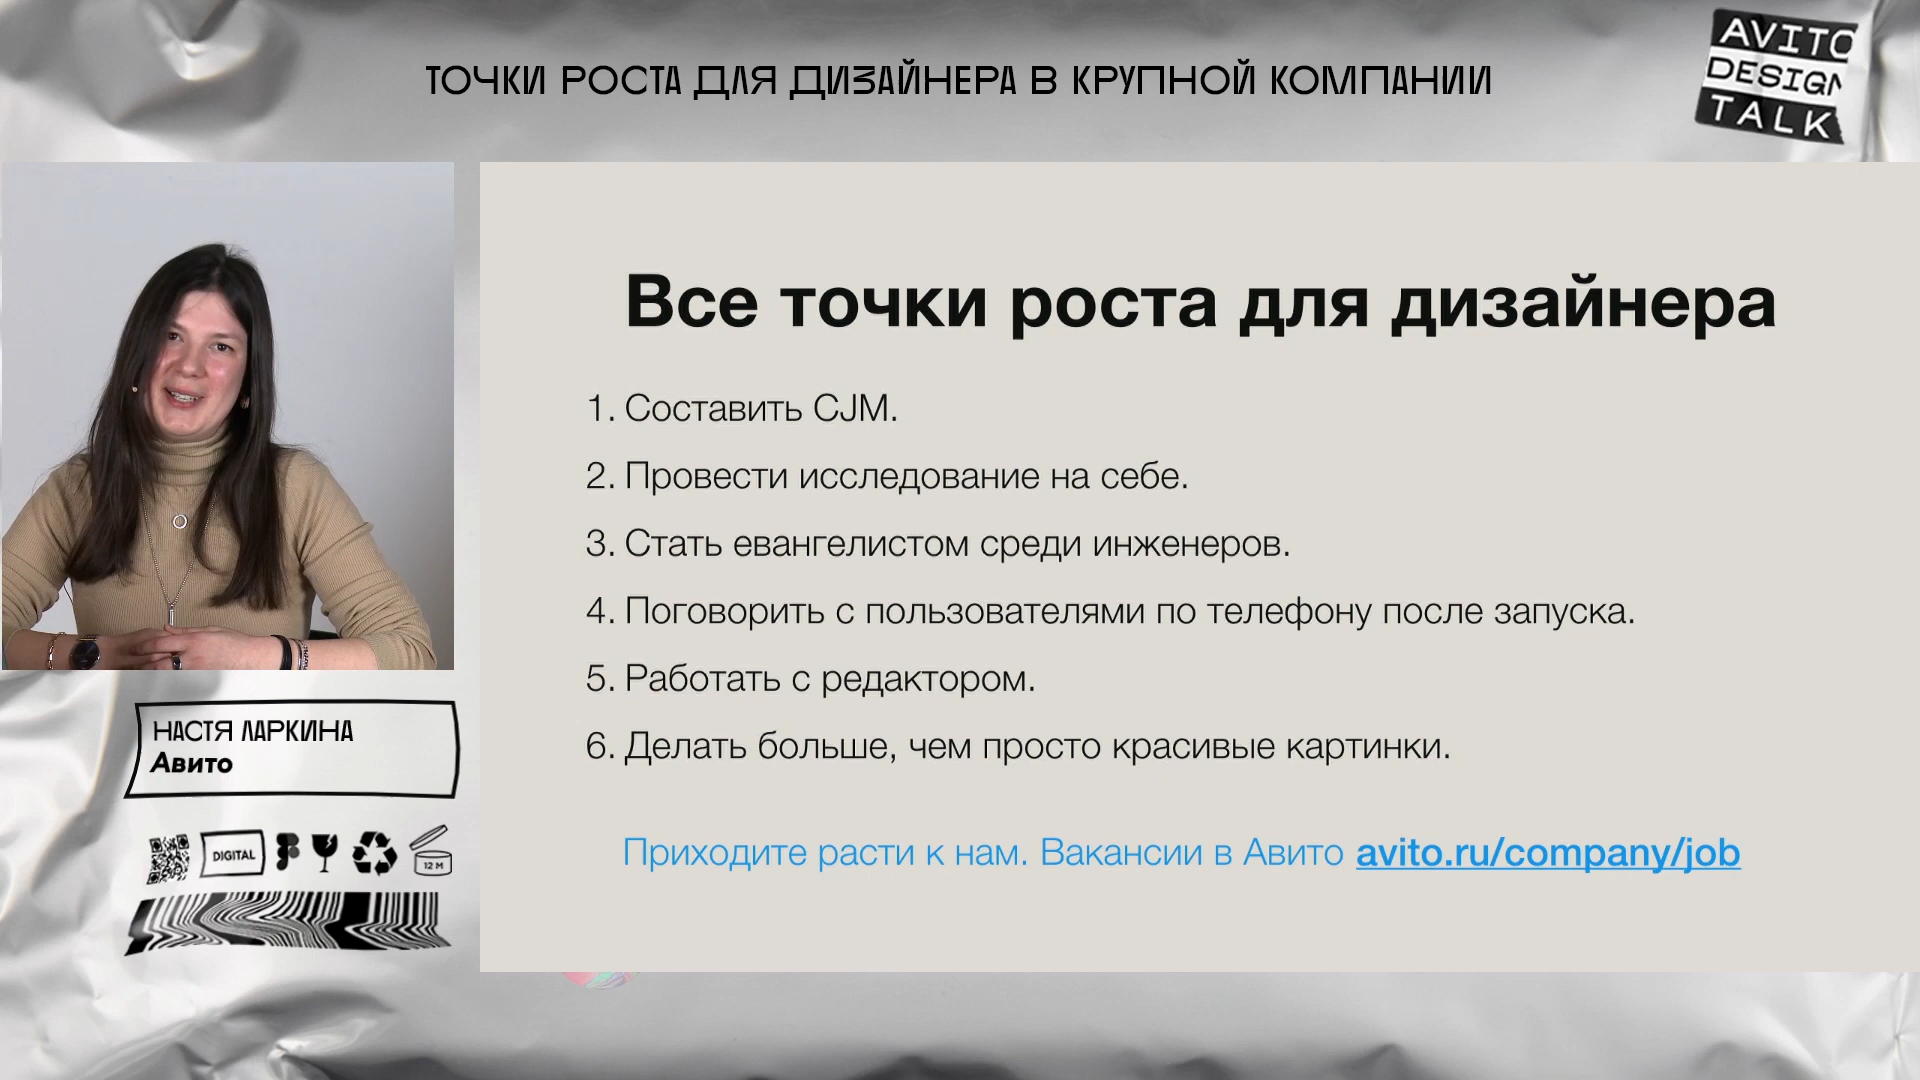 ТОЧКИ РОСТА ДЛЯ ДИЗАЙНЕРА В КРУПНОЙ КОМПАНИИ
AVITO
DESIGN
TALK
Все точки роста для дизайнера
1. Составить CJM.
2. Провести исследование на себе.
3. Стать евангелистом среди инженеров.
4. Поговорить с пользователями по телефону после запуска.
5. Работать с редактором.
6. Делать больше, чем просто красивые картинки.
Приходите расти к нам. Вакансии в Авито avito.ru/company/job
НАСТЯ ЛАРКИНА
Авито
DIGITAL
12 M